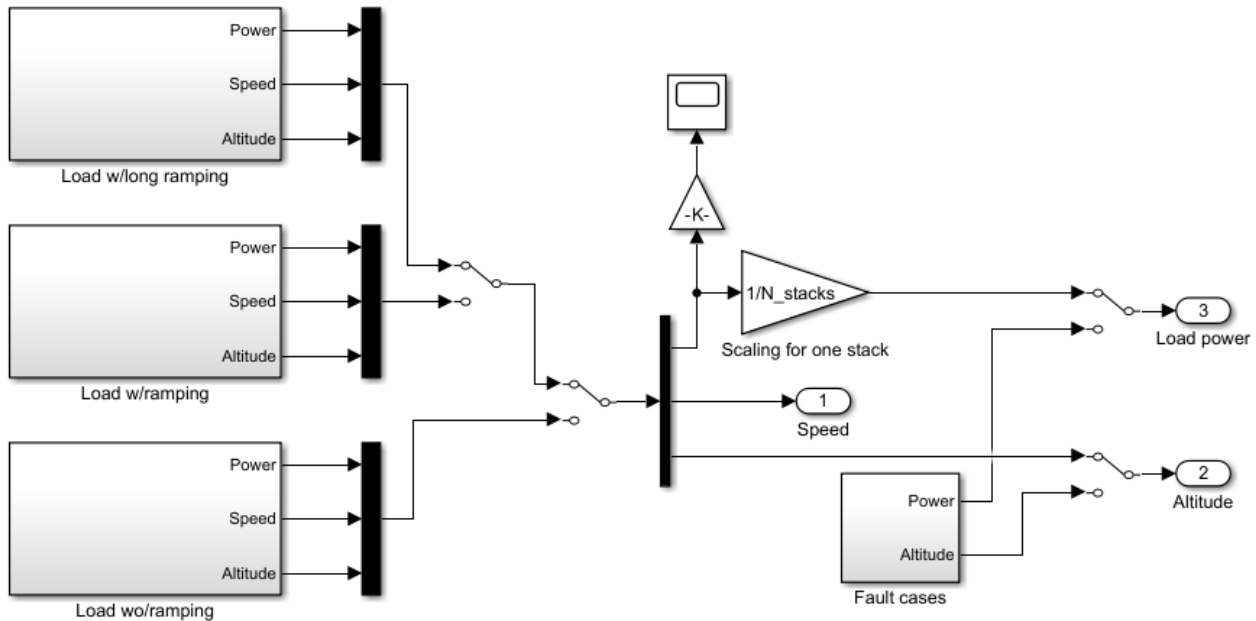 Power
Speed
Altitude
Load w/long ramping
Power
Speed
Altitude
Load w/ramping
Power
Speed
Altitude
Load wo/ramping
-K-
1/N_stacks
Scaling for one stack
3
Load power
1
Speed
2
Altitude
Power
Altitude
Fault cases